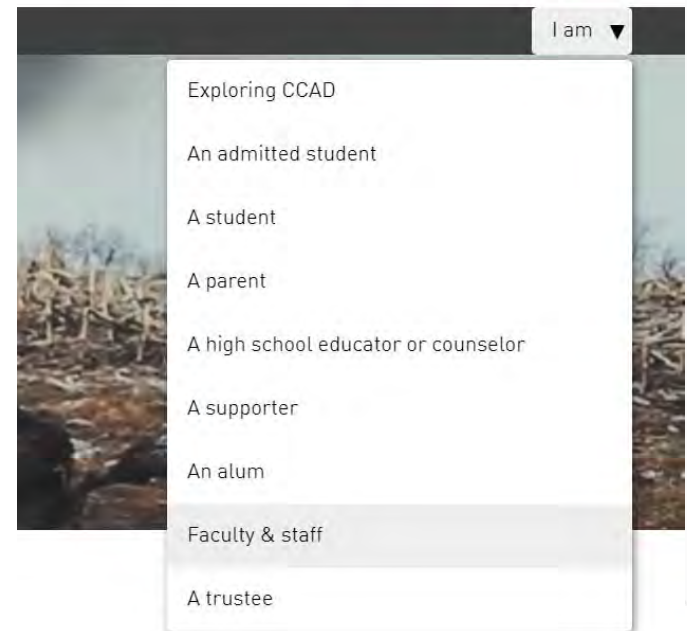 I am ▼
Exploring CCAD
An admitted student
A student
A parent
A high school educator or counselor
A supporter
An alum
Faculty & staff
A trustee